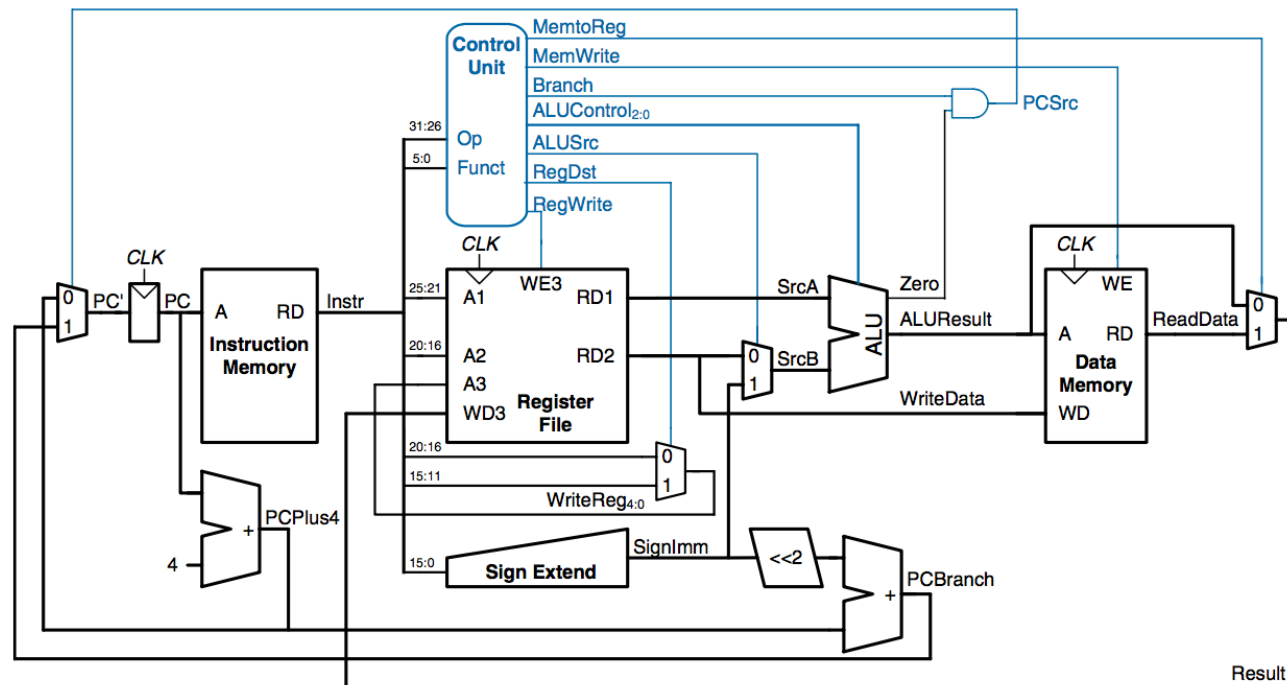 MemtoReg
Control
Unit
MemWrite
Branch
PCSrc
ALUControl2:0
31:26
Op
ALUSrc
5:0
Funct
RegDst
RegWrite
CLK
CLK
CLK
0
PC'
PC
A
RD
Instr
25:21
A1
WE3
RD1
SrcA
Zero
WE
0
1
Instruction
Memory
20:16
A2
RD2
0
SrcB
ALU
ALUResult
A
RD
ReadData
1
A3
1
Data
Memory
WD3
Register
File
WriteData
WD
20:16
0
15:11
1
WriteReg4:0
PCPlus4
+
4
SignImm
15:0
Sign Extend
<<2
PCBranch
+
Result